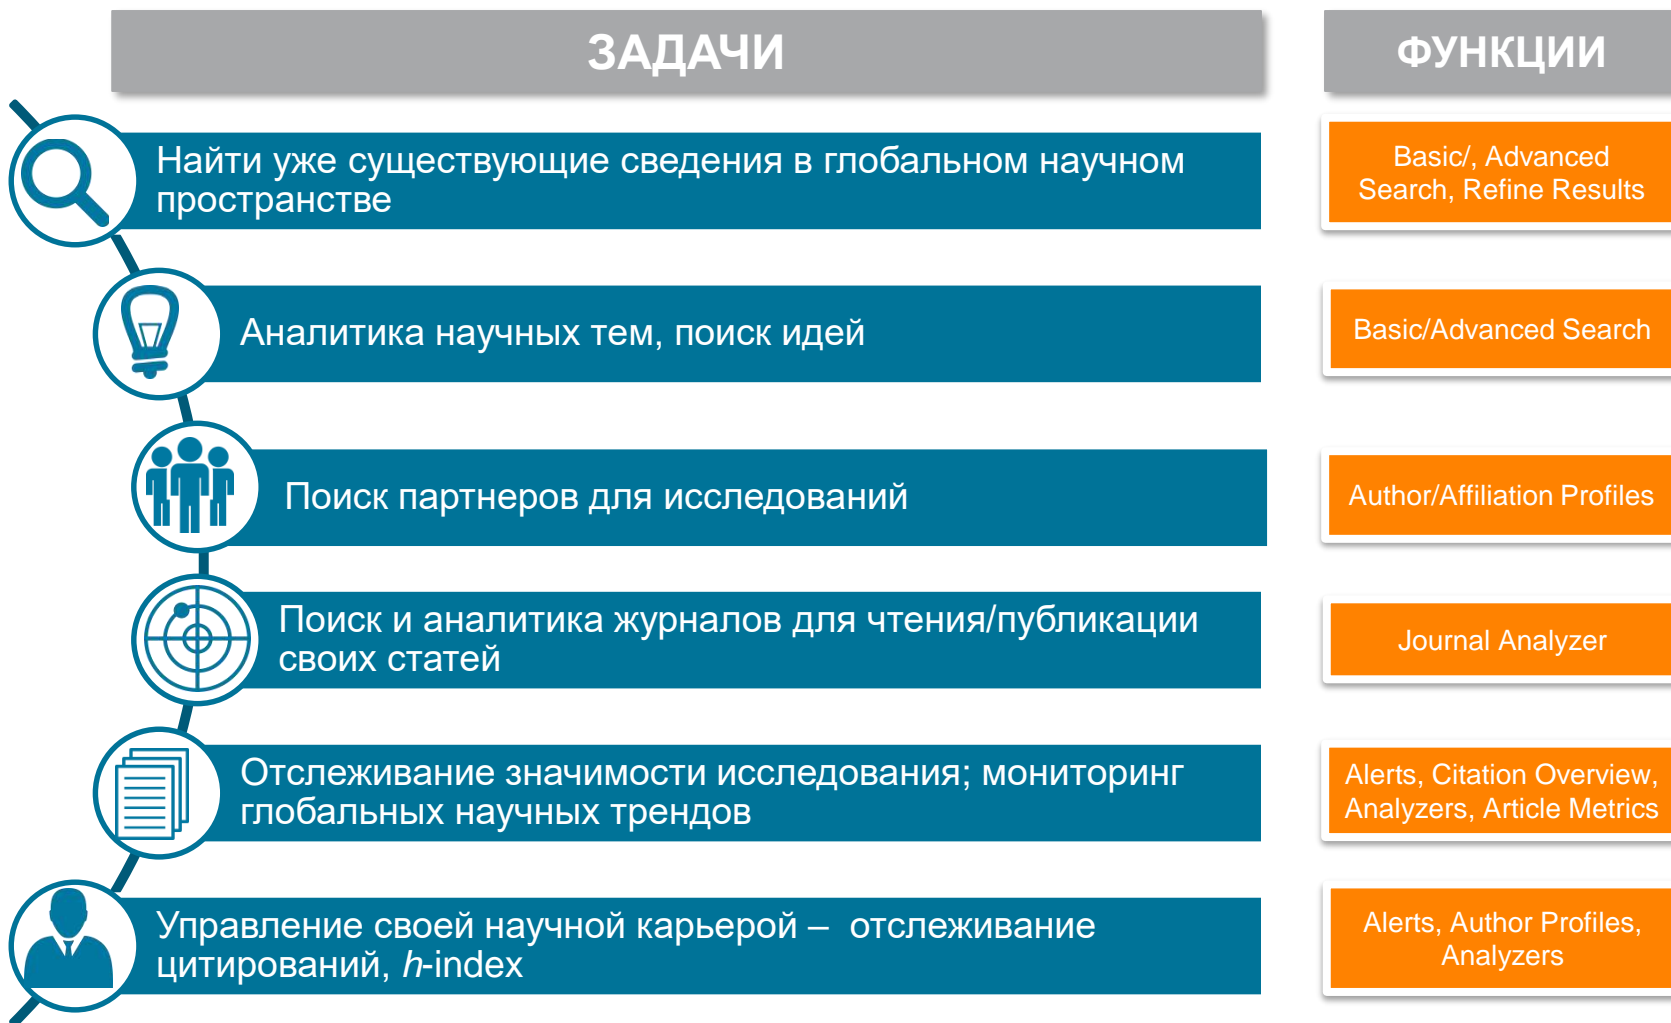 ЗАДАЧИ
ФУНКЦИИ
Найти уже существующие сведения в глобальном научном
пространстве
Basic/, Advanced
Search, Refine Results
Аналитика научных тем, поиск идей
Basic/Advanced Search
Поиск партнеров для исследований
Author/Affiliation Profiles
Поиск и аналитика журналов для чтения/публикации
своих статей
Journal Analyzer
Отслеживание значимости исследования; мониторинг
глобальных научных трендов
Alerts, Citation Overview,
Analyzers, Article Metrics
Управление своей научной карьерой – отслеживание
цитирований, h-index
Alerts, Author Profiles,
Analyzers